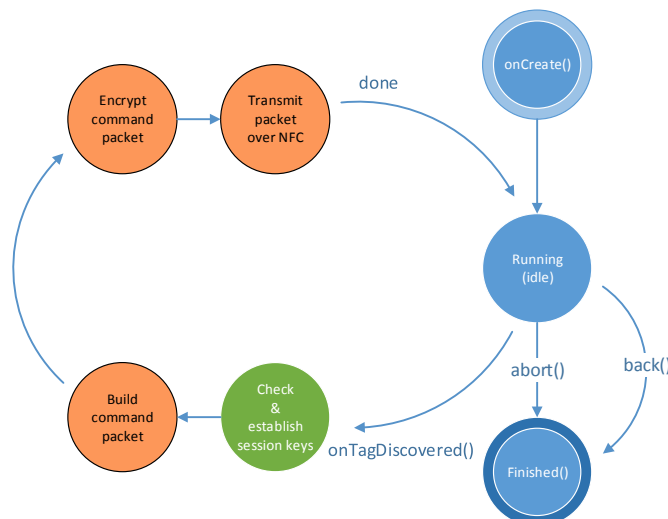 onCreate()
done
Encrypt
command
packet
Transmit
packet
over NFC
Running
(idle)
abort()
back()
Check
&
establish
session keys
Build
command
packet
onTagDiscovered()
Finished()